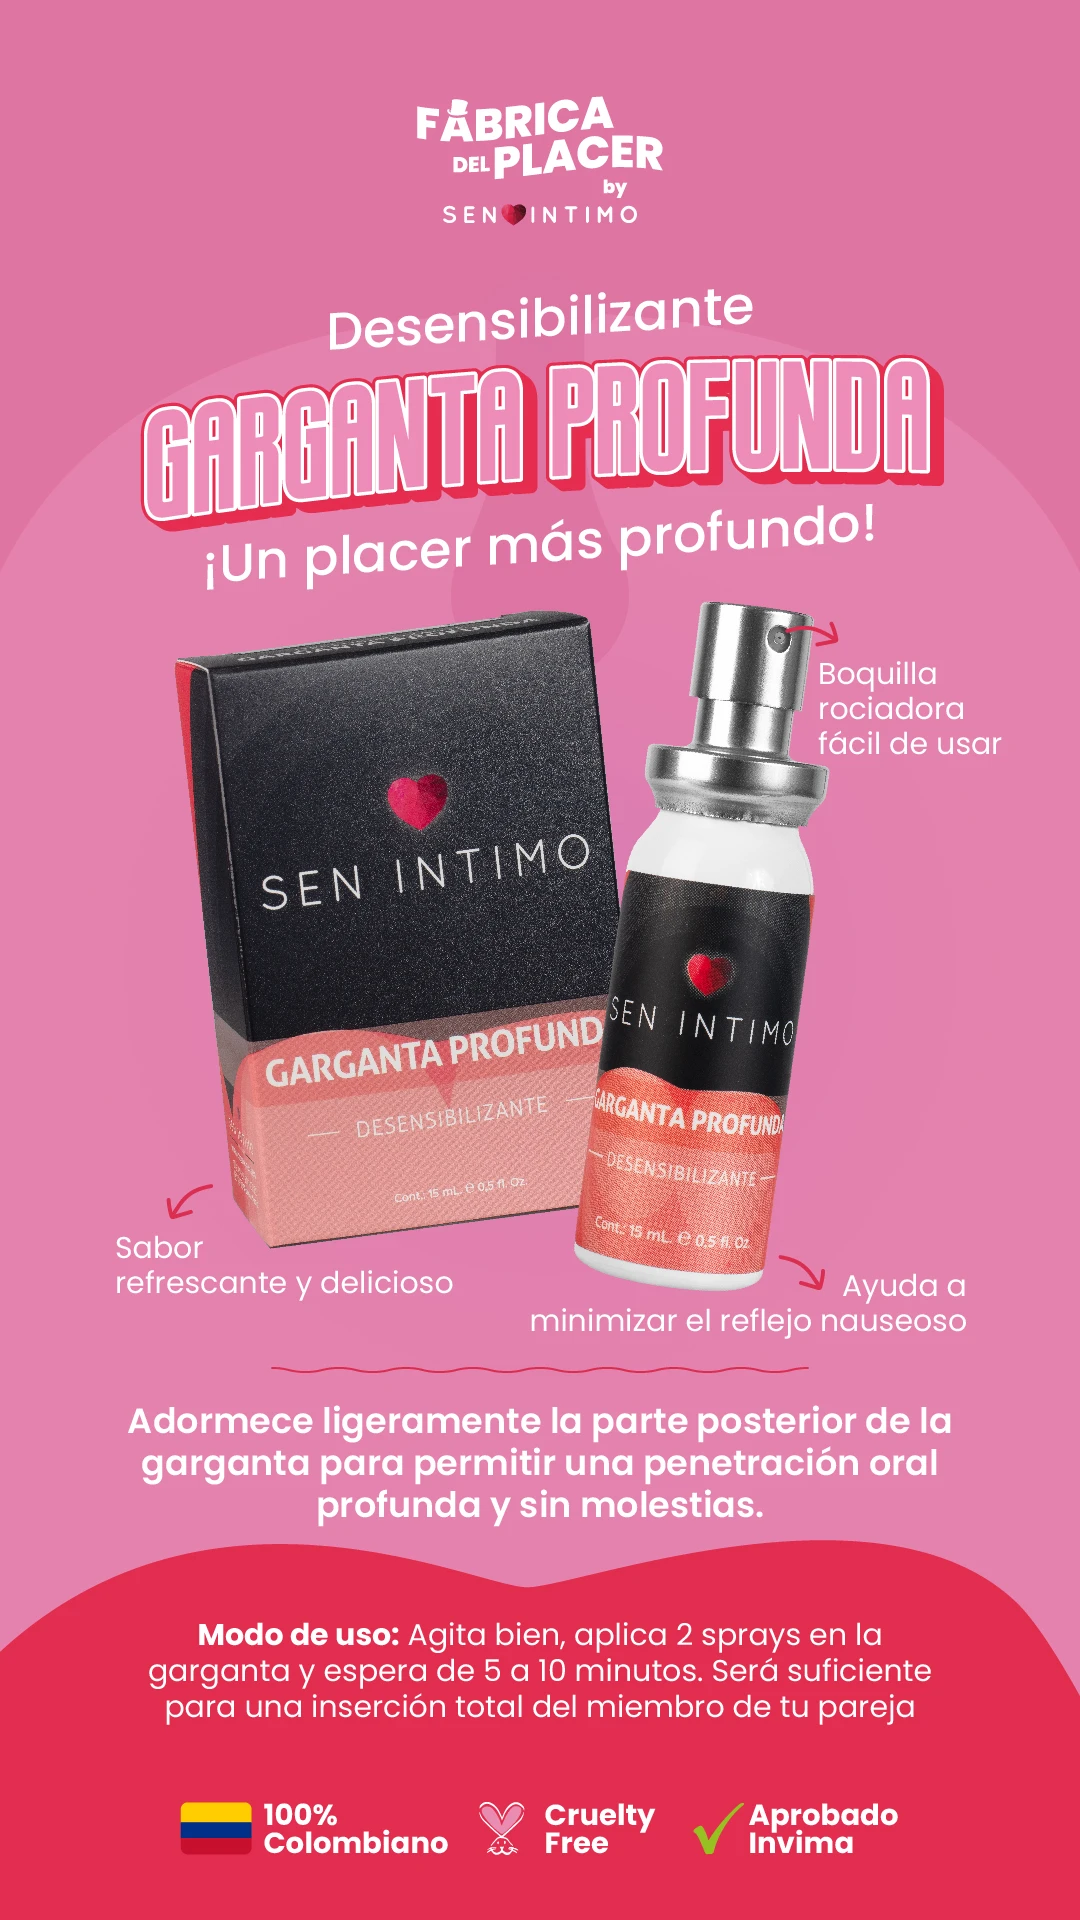 FÁBRICA
DEL PLACER
by
SEN INTIMO
Desensibilizante
GARGANTA PROFUNDA
¡Un placer más profundo!
Boquilla
rociadora
fácil de usar
GARGANTA PROFUNDA
SEN INTIMO
GARGANTA PROFUND
DESENSIBILIZANTE
Cont.: 15 mL. ℮ 0,5 fl. Oz.
SEN INTIMO
GARGANTA PROFUNDA
DESENSIBILIZANTE
Cont.: 15 mL. ℮ 0,5 fl. Oz.
Sabor
refrescante y delicioso
Ayuda a
minimizar el reflejo nauseoso
Adormece ligeramente la parte posterior de la
garganta para permitir una penetración oral
profunda y sin molestias.
Modo de uso: Agita bien, aplica 2 sprays en la
garganta y espera de 5 a 10 minutos. Será suficiente
para una inserción total del miembro de tu pareja
100%
Colombiano
Cruelty
Free
Aprobado
Invima